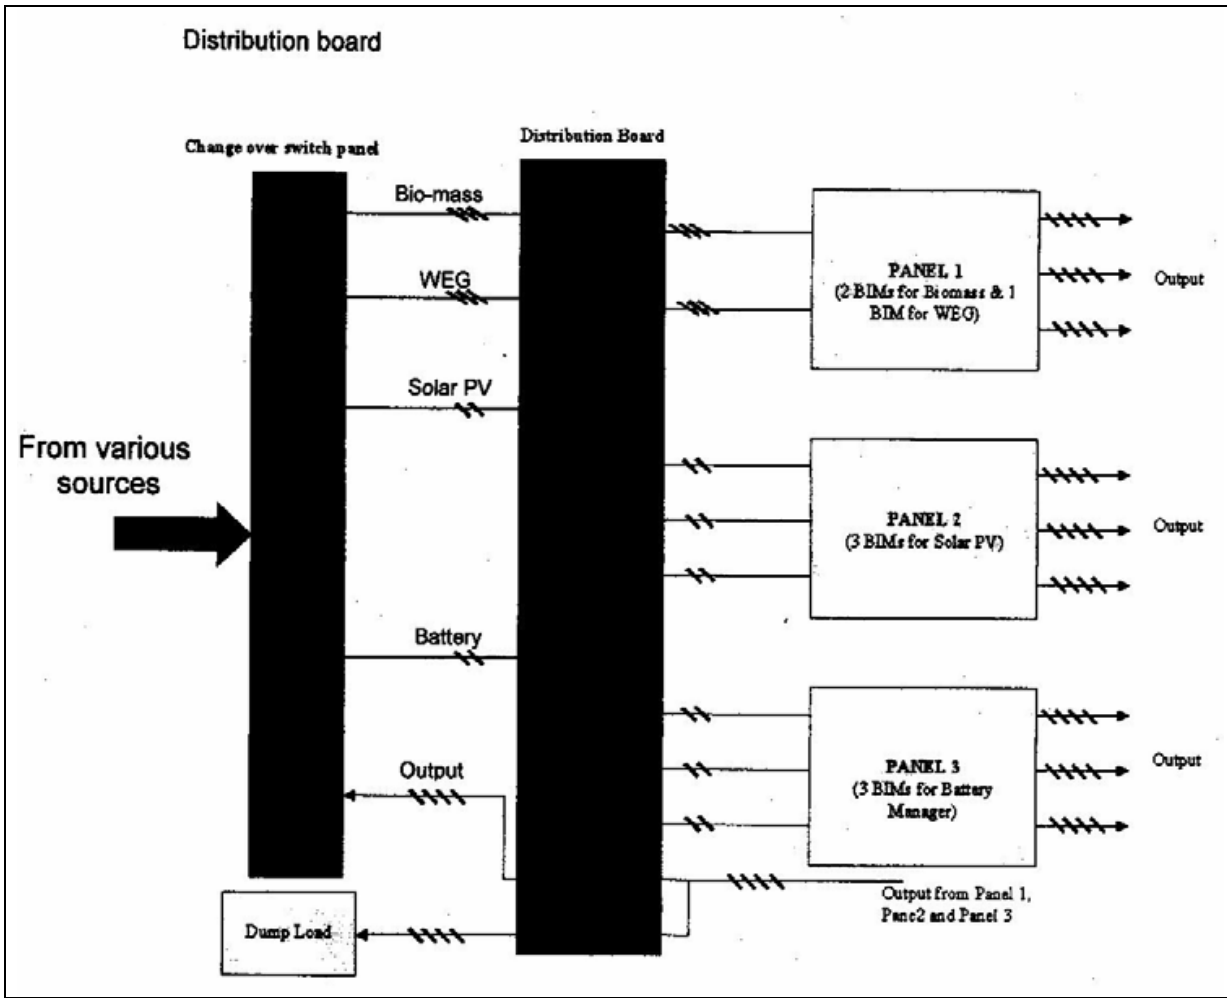 Distribution board
Change over switch panel
Distribution Board
Bio-mass
WEG
Solar PV
From various
sources
Battery
Output
Dump Load
PANEL 1
(2 BIMs for Biomass & 1
BIM for WEG)
Output
PANEL 2
(3 BIMs for Solar PV)
Output
PANEL 3
(3 BIMs for Battery
Manager)
Output
Output from Panel 1,
Pane2 and Panel 3